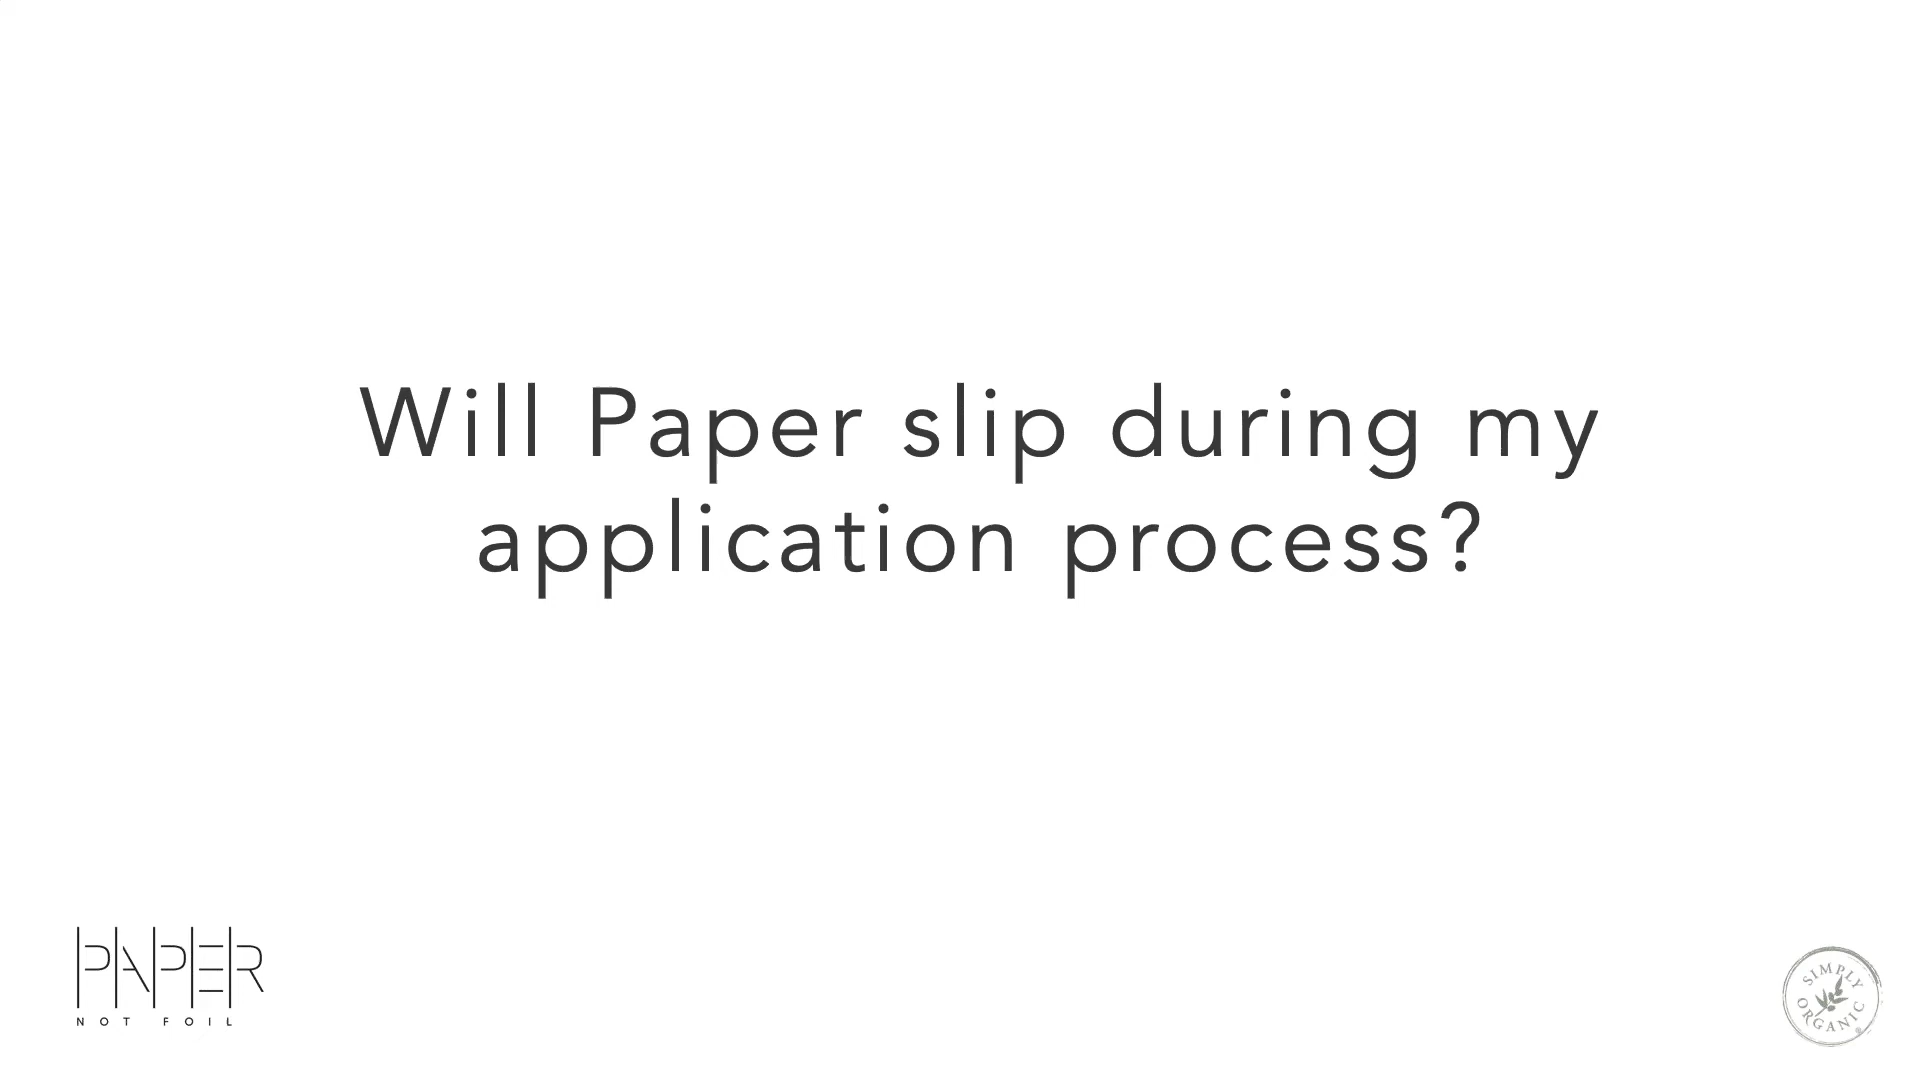 Will Paper slip during my
application process?
PAPER
NOT FOIL
SIMPLY
ORGANIC